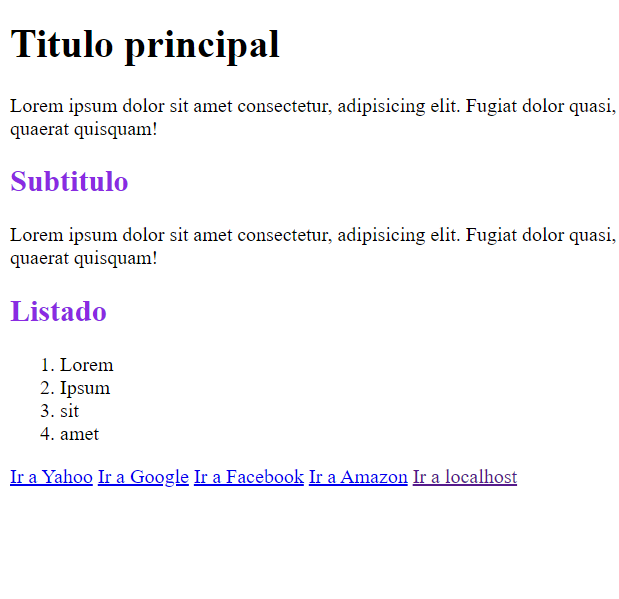 Titulo principal
Lorem ipsum dolor sit amet consectetur, adipisicing elit. Fugiat dolor quasi,
quaerat quisquam!
Subtitulo
Lorem ipsum dolor sit amet consectetur, adipisicing elit. Fugiat dolor quasi,
quaerat quisquam!
Listado
1. Lorem
2. Ipsum
3. sit
4. amet
Ir a Yahoo Ir a Google Ir a Facebook Ir a Amazon Ir a localhost